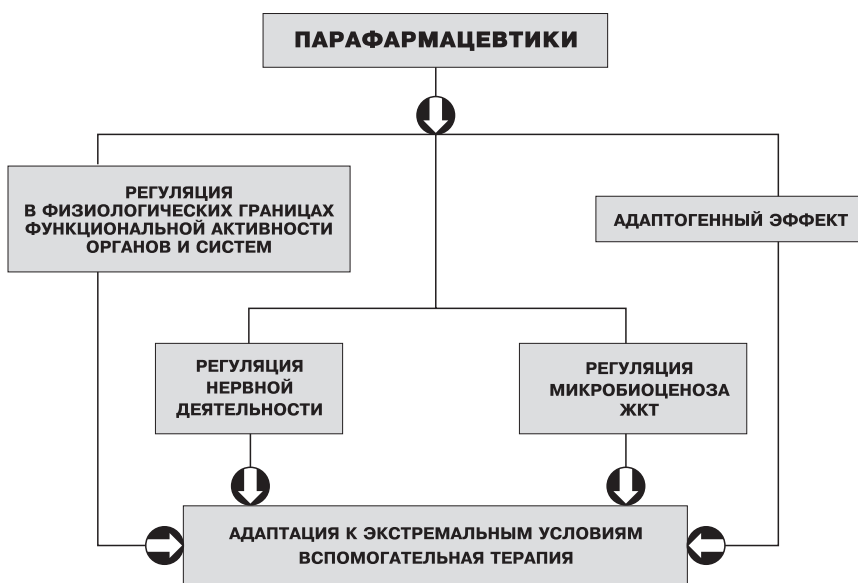 ПАРАФАРМАЦЕВТИКИ
РЕГУЛЯЦИЯ
В ФИЗИОЛОГИЧЕСКИХ ГРАНИЦАХ
ФУНКЦИОНАЛЬНОЙ АКТИВНОСТИ
ОРГАНОВ И СИСТЕМ
АДАПТОГЕННЫЙ ЭФФЕКТ
РЕГУЛЯЦИЯ
НЕРВНОЙ
ДЕЯТЕЛЬНОСТИ
РЕГУЛЯЦИЯ
МИКРОБИОЦЕНОЗА
ЖКТ
АДАПТАЦИЯ К ЭКСТРЕМАЛЬНЫМ УСЛОВИЯМ
ВСПОМОГАТЕЛЬНАЯ ТЕРАПИЯ